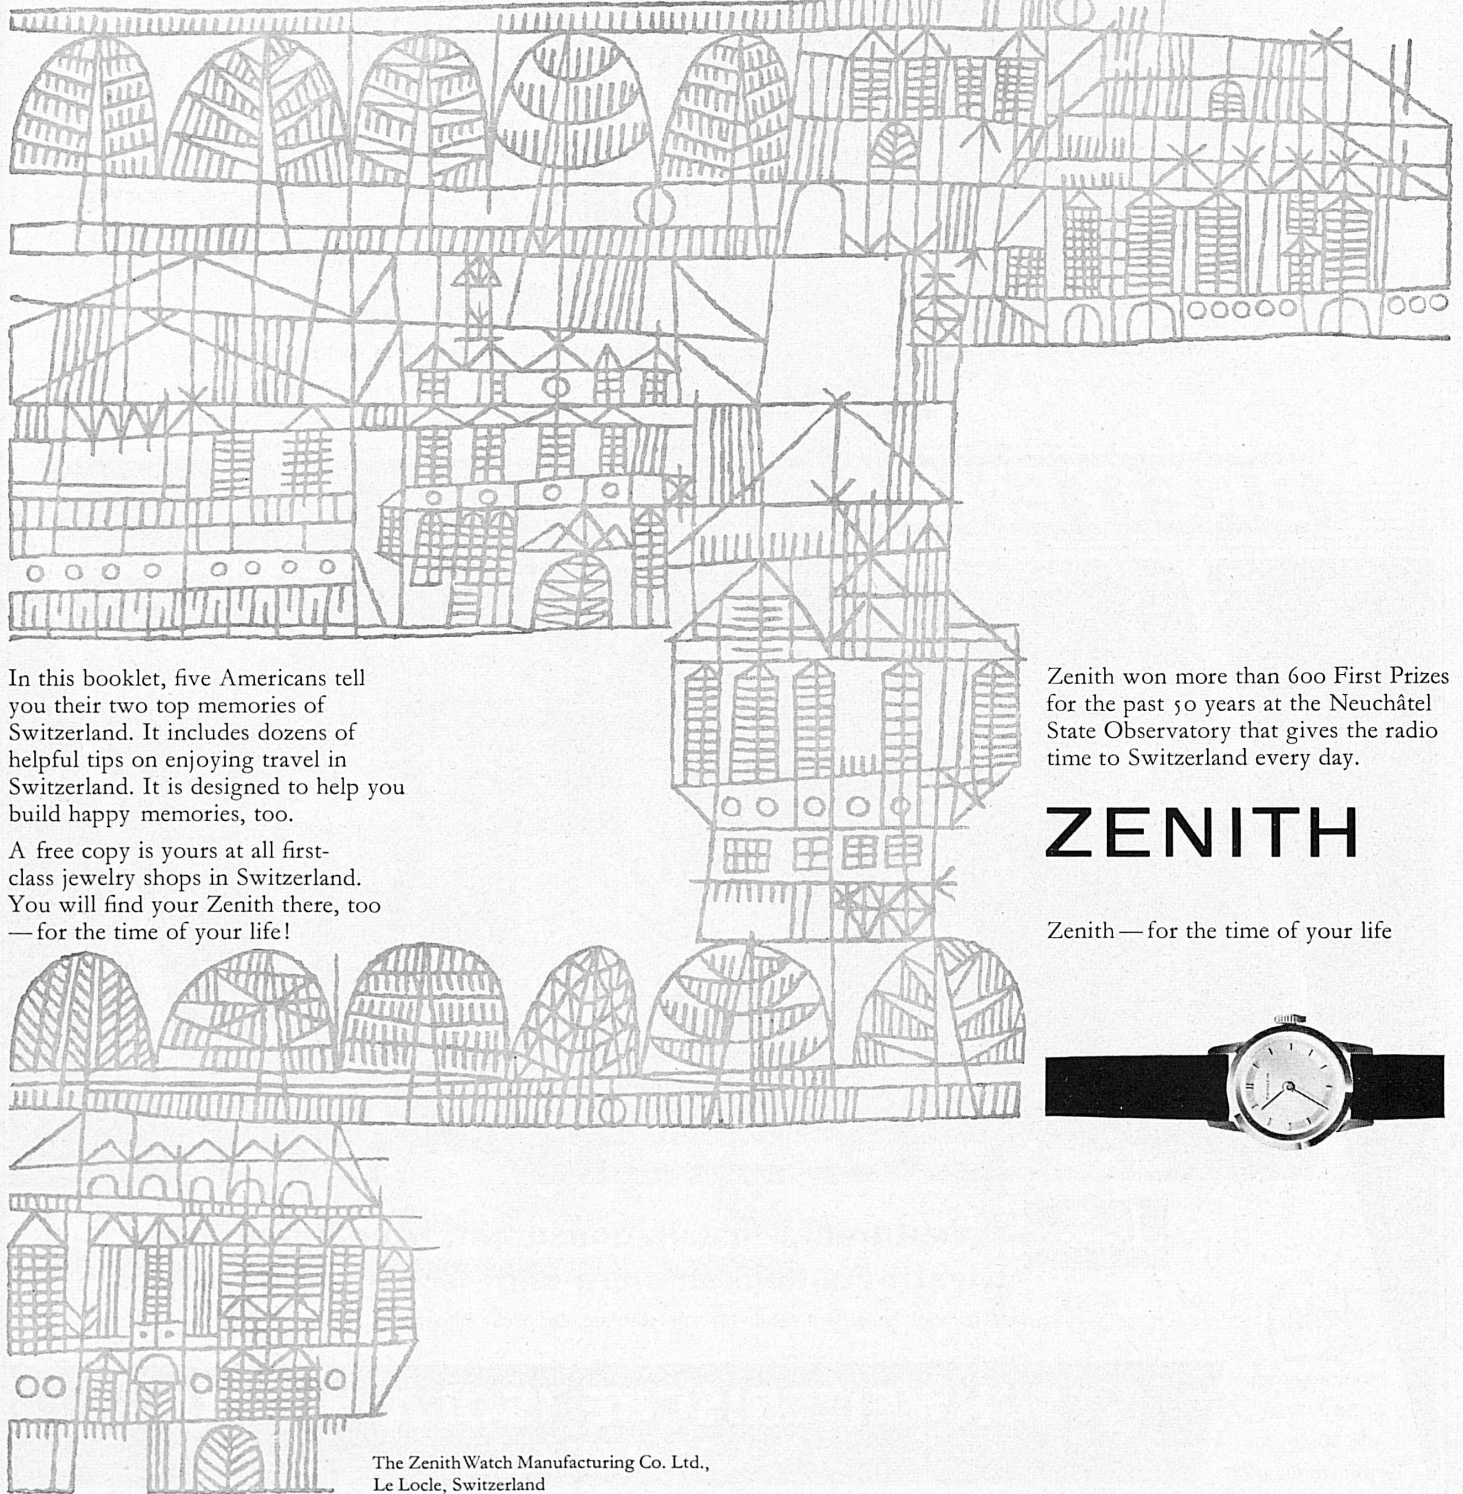 In this booklet, five Americans tell
you their two top memories of
Switzerland. It includes dozens of
helpful tips on enjoying travel in
Switzerland. It is designed to help you
build happy memories, too.
A free copy is yours at all first-
class jewelry shops in Switzerland.
You will find your Zenith there, too
—for the time of your life!
Zenith won more than 600 First Prizes
for the past 50 years at the Neuchâtel
State Observatory that gives the radio
time to Switzerland every day.
ZENITH
Zenith—for the time of your life
The Zenith Watch Manufacturing Co. Ltd.,
Le Locle, Switzerland